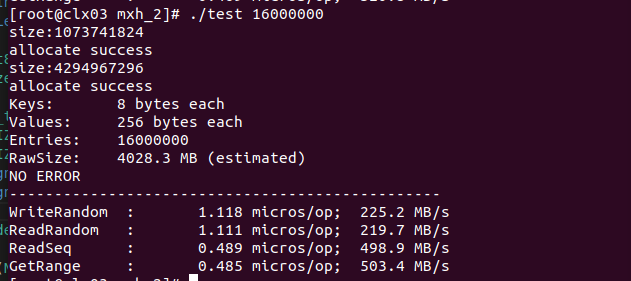 [root@clx03 mxh_2]# ./test 16000000
size:1073741824
allocate success
size:4294967296
allocate success
Keys:       8 bytes each
Values:     256 bytes each
Entries:    16000000
RawSize:    4028.3 MB (estimated)
NO ERROR
------------------------------------------------
WriteRandom  :       1.118 micros/op;  225.2 MB/s
ReadRandom   :       1.111 micros/op;  219.7 MB/s
ReadSeq      :       0.489 micros/op;  498.9 MB/s
GetRange     :       0.485 micros/op;  503.4 MB/s